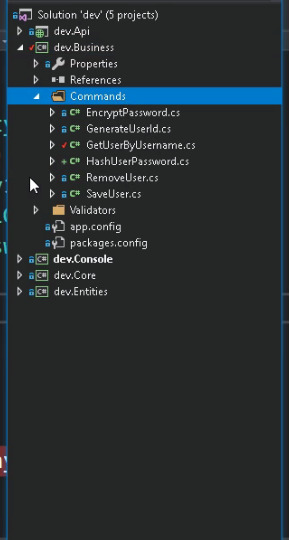 Solution 'dev' (5 projects)
dev.Api
dev.Business
Properties
References
Commands
EncryptPassword.cs
GenerateUserId.cs
GetUserByUsername.cs
HashUserPassword.cs
RemoveUser.cs
SaveUser.cs
Validators
app.config
packages.config
dev.Console
dev.Core
dev.Entities